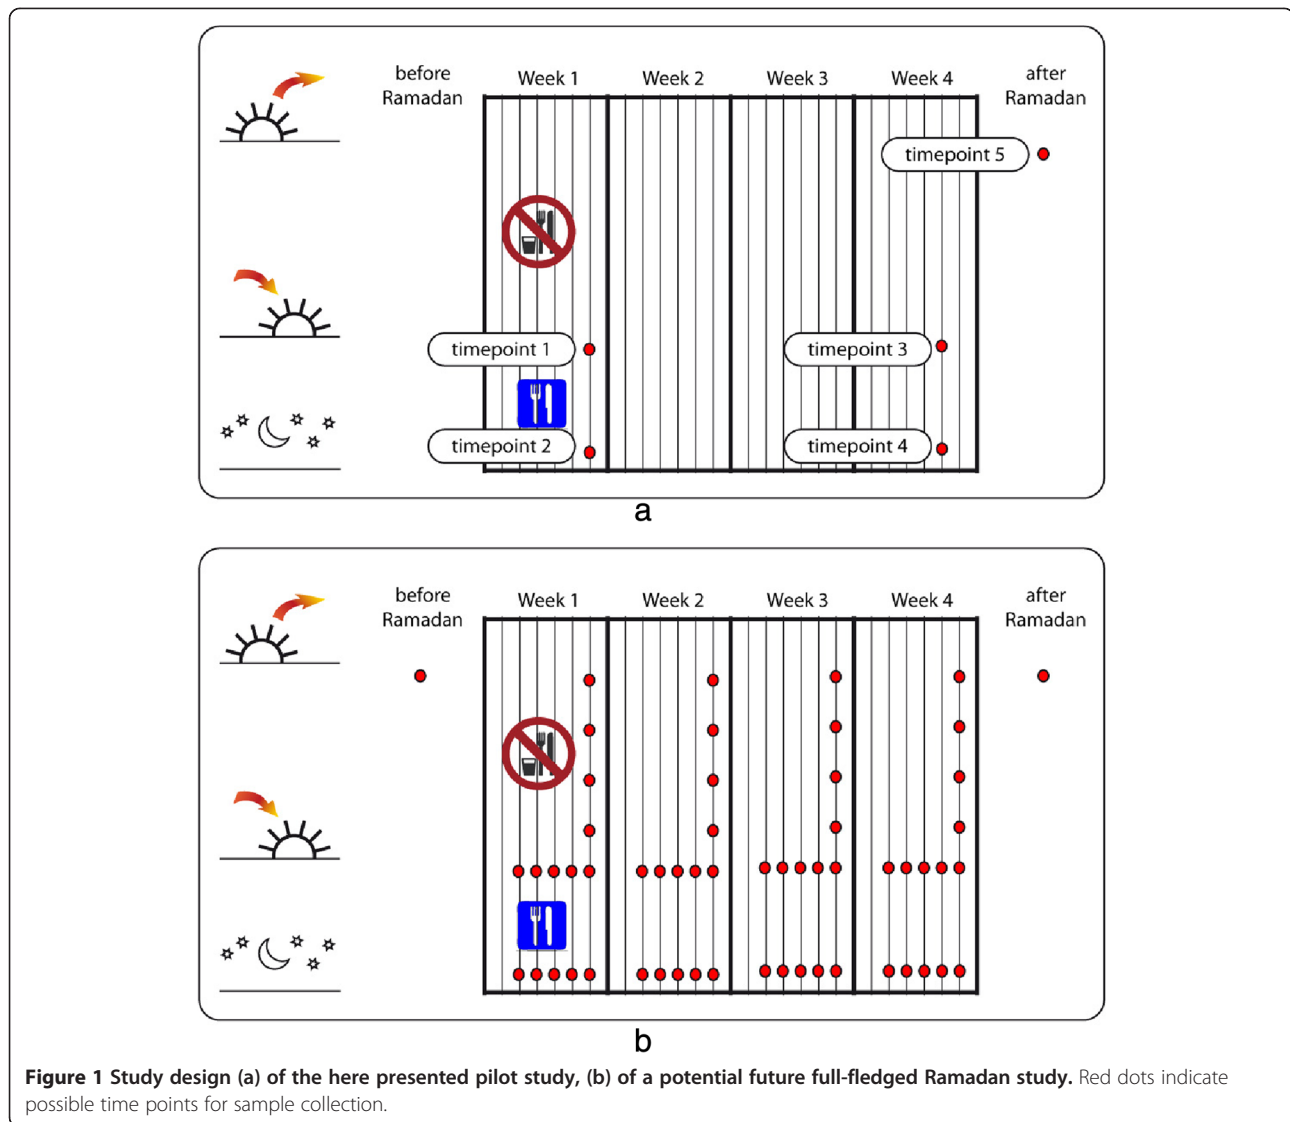 before
Ramadan
Week 1
Week 2
Week 3
Week 4
after
Ramadan
timepoint 5
timepoint 1
timepoint 3
timepoint 2
timepoint 4
a
before
Ramadan
Week 1
Week 2
Week 3
Week 4
after
Ramadan
b
Figure 1 Study design (a) of the here presented pilot study, (b) of a potential future full-fledged Ramadan study. Red dots indicate
possible time points for sample collection.